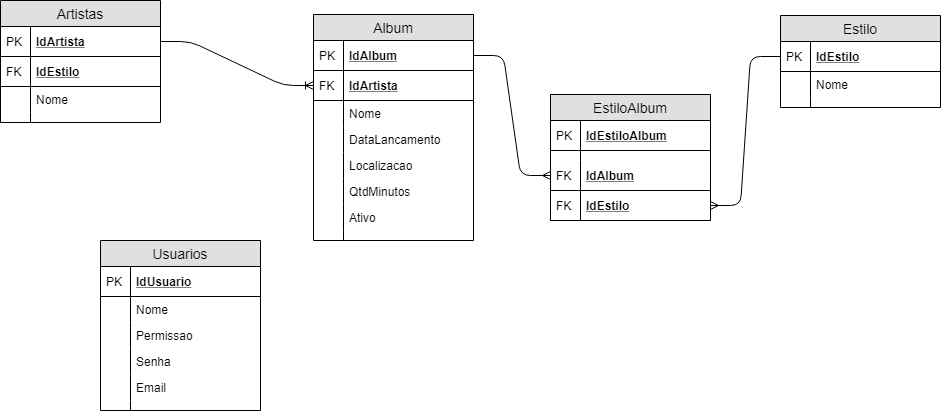 Artistas
PK IdArtista
FK IdEstilo
Nome
Album
PK IdAlbum
FK IdArtista
Nome
DataLancamento
Localizacao
QtdMinutos
Ativo
EstiloAlbum
PK IdEstiloAlbum
FK IdAlbum
FK IdEstilo
Estilo
PK IdEstilo
Nome
Usuarios
PK IdUsuario
Nome
Permissao
Senha
Email